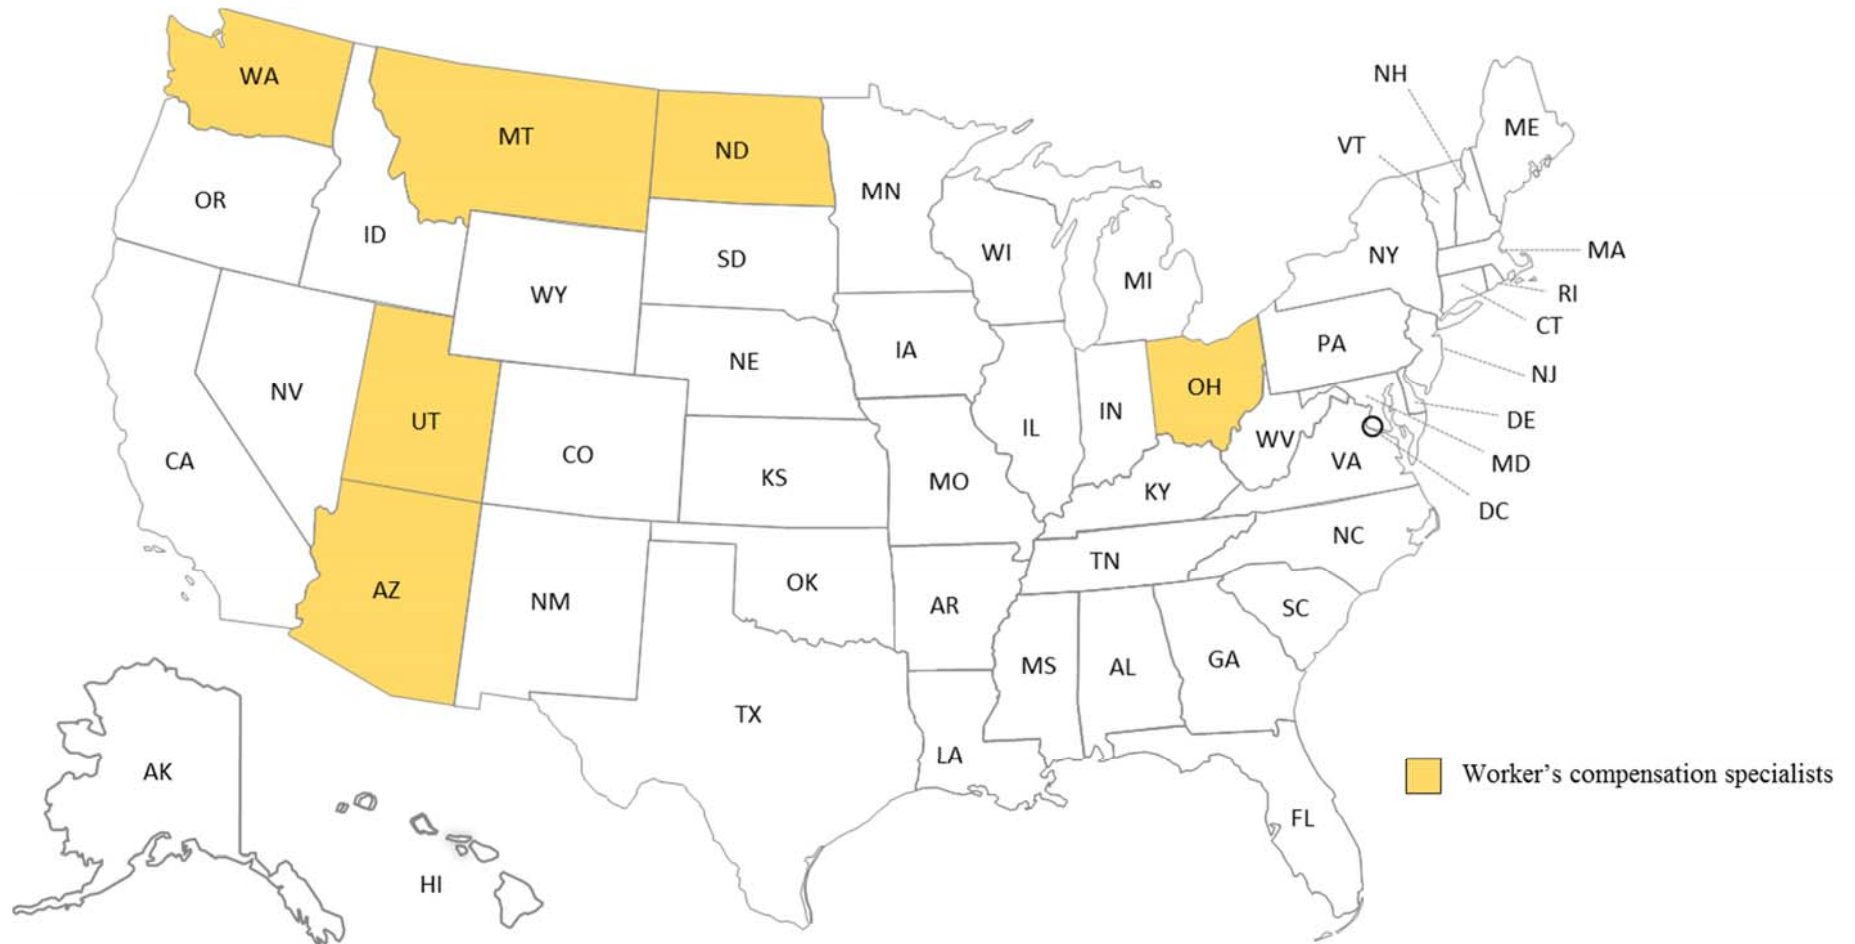 WA
MT
ND
MN
OR
ID
SD
WY
WI
MI
NH
VT
ME
NY
MA
RI
CT
NJ
DE
MD
DC
NV
UT
CA
CO
NE
IA
KS
MO
IL
IN
OH
PA
WV
VA
KY
NC
TN
SC
AZ
NM
OK
AR
TX
LA
MS
AL
GA
FL
AK
HI
Worker’s compensation specialists